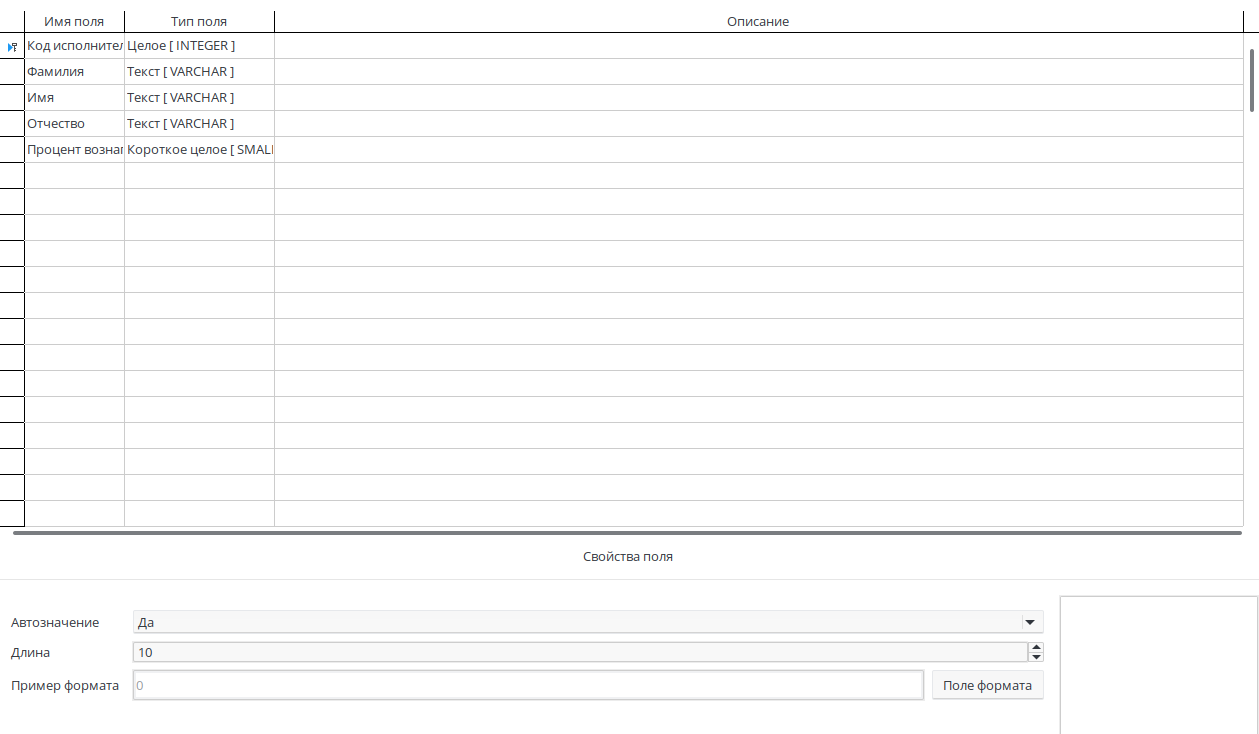 Имя поля Тип поля Описание
Код исполнител Целое [ INTEGER ]
Фамилия Текст [ VARCHAR ]
Имя Текст [ VARCHAR ]
Отчество Текст [ VARCHAR ]
Процент вознаг Короткое целое [ SMALI
Свойства поля
Автозначение Да
Длина 10
Пример формата 0 Поле формата